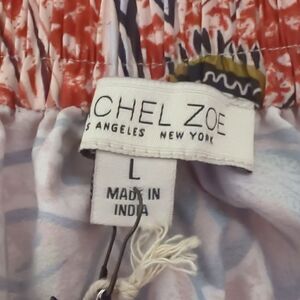 CHEL ZOE
S ANGELES NEW YORK
L
MADE IN
INDIA